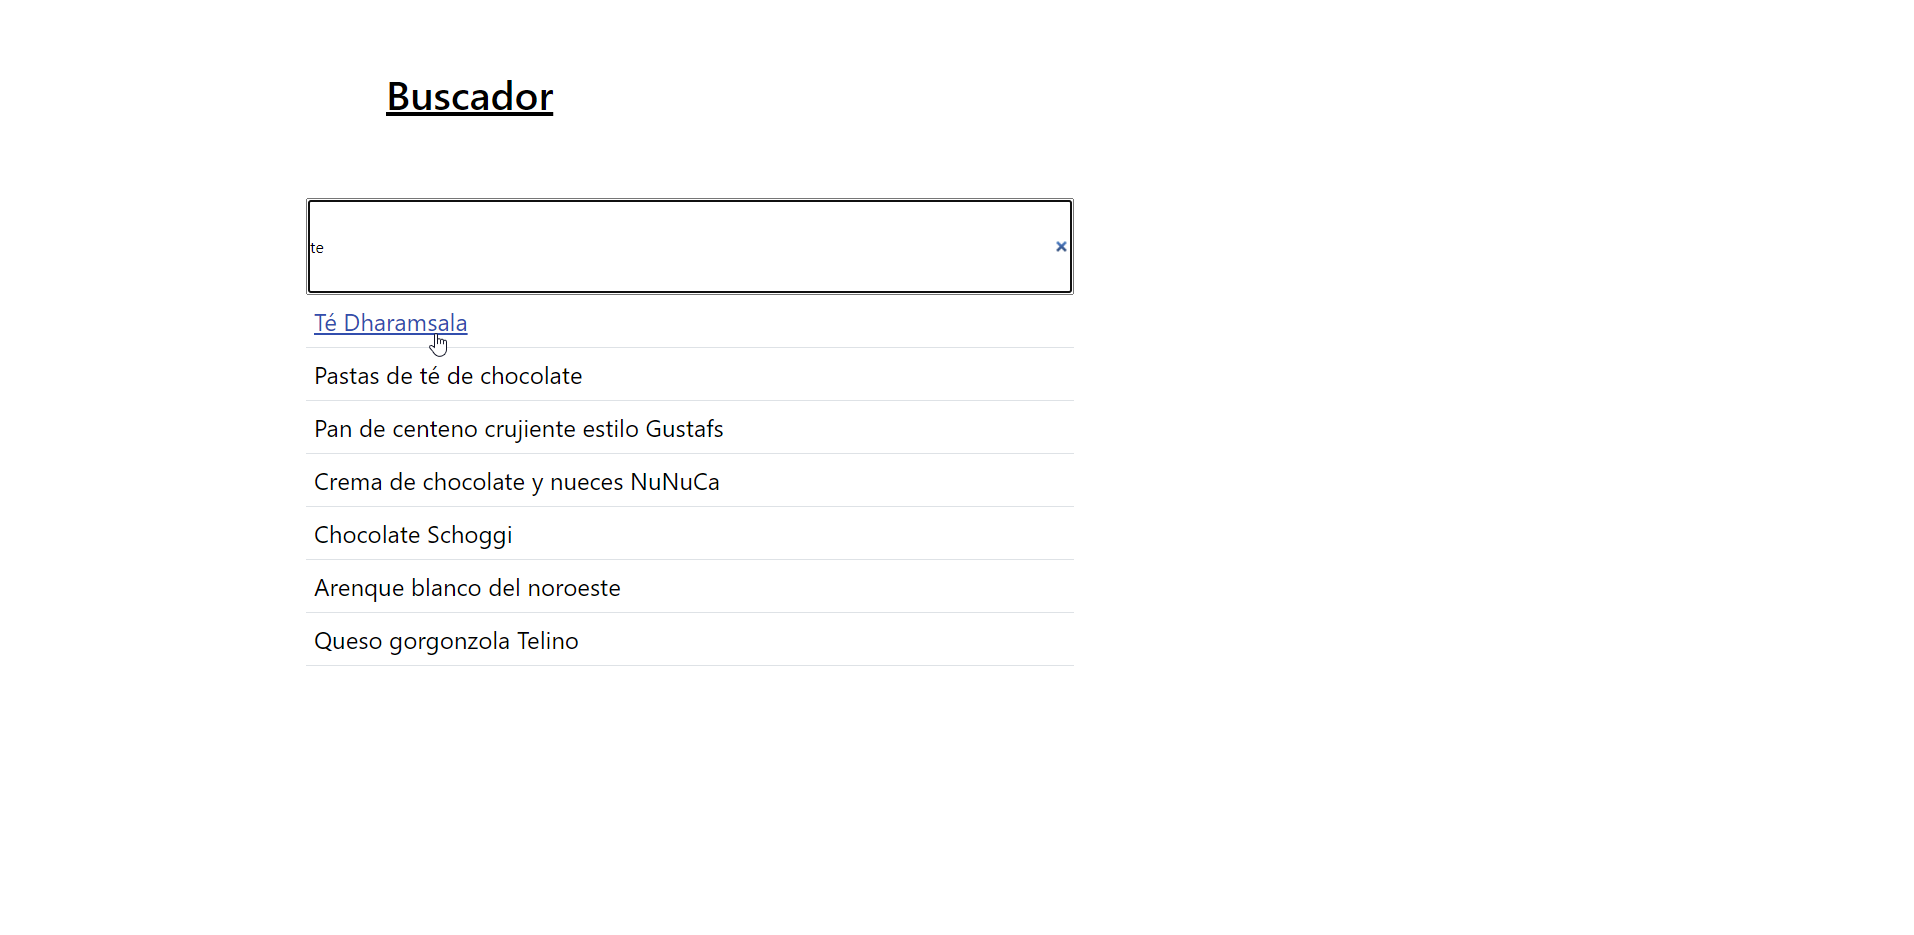 Buscador
te
Té Dharamsala
Pastas de té de chocolate
Pan de centeno crujiente estilo Gustafs
Crema de chocolate y nueces NuNuCa
Chocolate Schoggi
Arenque blanco del noroeste
Queso gorgonzola Telino